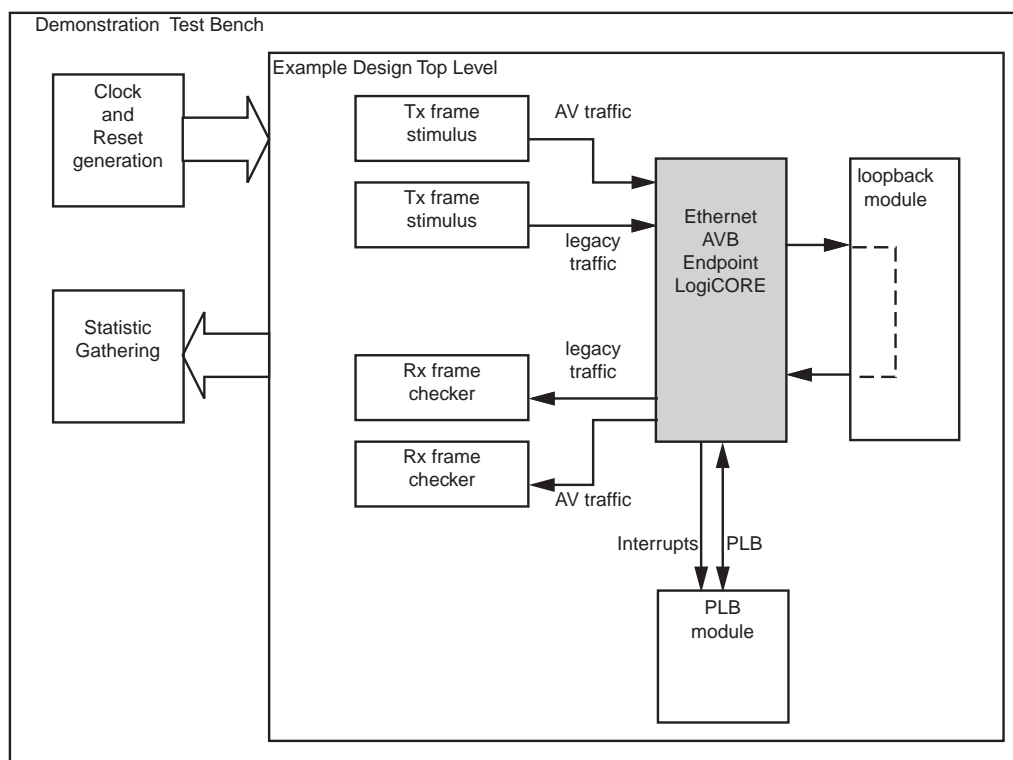 Demonstration Test Bench
Example Design Top Level
Clock
and
Reset
generation
Tx frame
stimulus
AV traffic
Tx frame
stimulus
legacy
traffic
Ethernet
AVB
Endpoint
LogiCORE
loopback
module
Statistic
Gathering
legacy
traffic
Rx frame
checker
Rx frame
checker
AV traffic
Interrupts
PLB
PLB
module